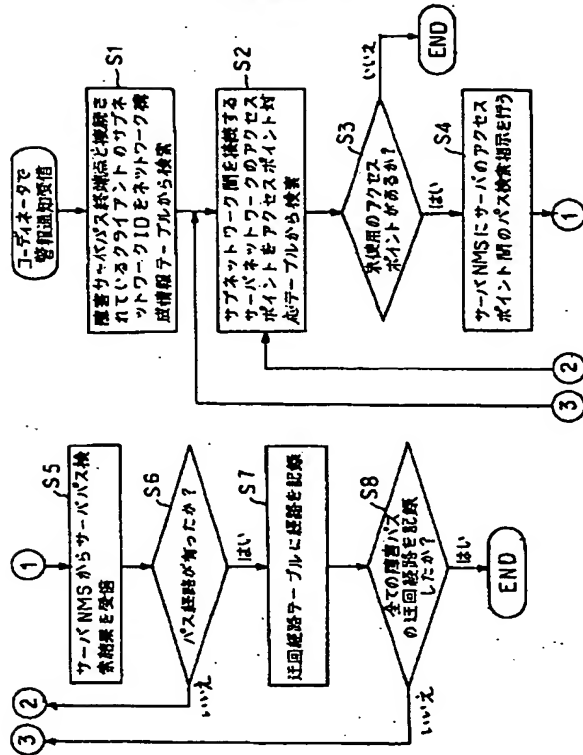 コーディネータで
警報通知受信
S1
障害サーバパス終端点と接続さ
れているクライアントのサブネ
ットワークIDをネットワーク構
成情報テーブルから検索
S2
サブネットワーク間を接続する
サーバネットワークのアクセス
ポイントをアクセスポイント対
応テーブルから検索
S3
未使用のアクセス
ポイントがあるか?
いいえ
END
はい
S4
サーバNMSにサーバのアクセス
ポイント間のパス検索指示を行う
①
②
③
①
S5
サーバNMSからサーバパス検
索結果を受信
S6
パス経路が有ったか?
いいえ
②
はい
S7
迂回経路テーブルに経路を記録
S8
全ての障害パス
の迂回経路を記録
したか?
いいえ
③
はい
END